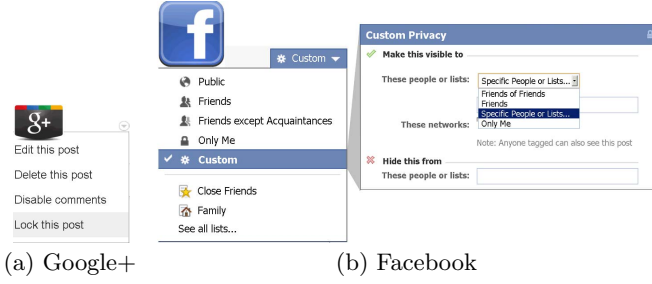 g+
Edit this post
Delete this post
Disable comments
Lock this post
(a) Google+
f
Custom
Public
Friends
Friends except Acquaintances
Only Me
Custom
Close Friends
Family
See all lists...
Custom Privacy
Make this visible to
These people or lists:
Specific People or Lists...
Friends of Friends
Friends
Specific People or Lists...
Only Me
These networks:
Note: Anyone tagged can also see this post
Hide this from
These people or lists:
(b) Facebook